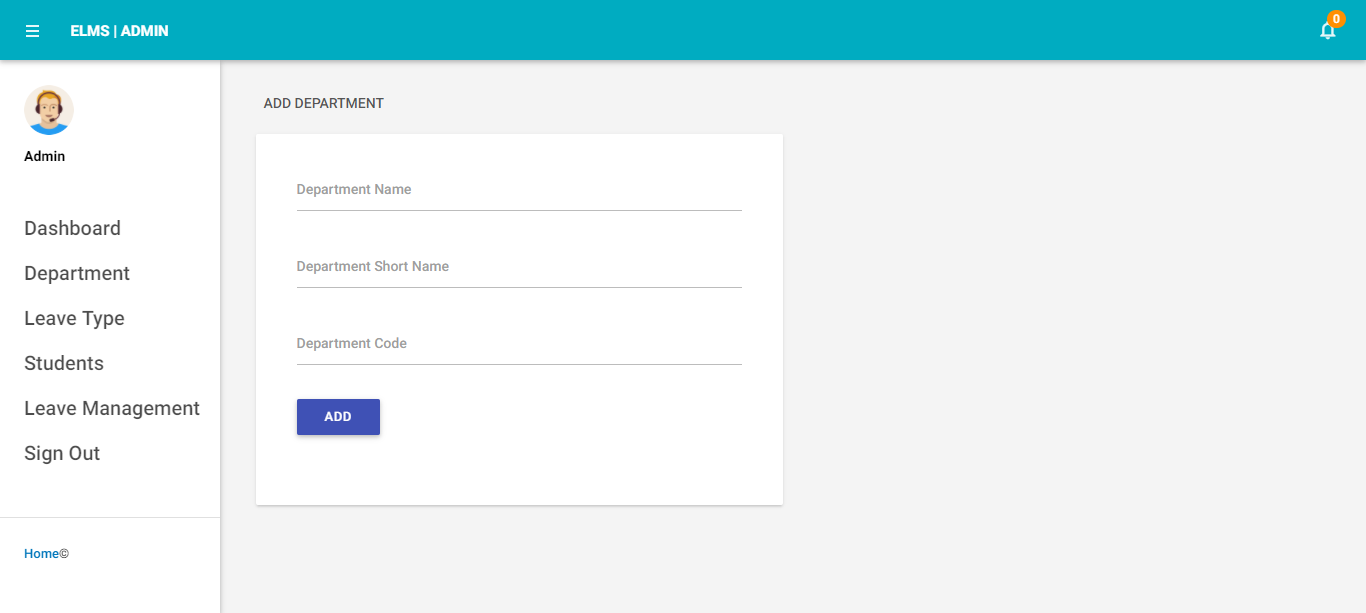 ELMS | ADMIN
0
Admin
Dashboard
Department
Leave Type
Students
Leave Management
Sign Out
Home©
ADD DEPARTMENT
Department Name
Department Short Name
Department Code
ADD